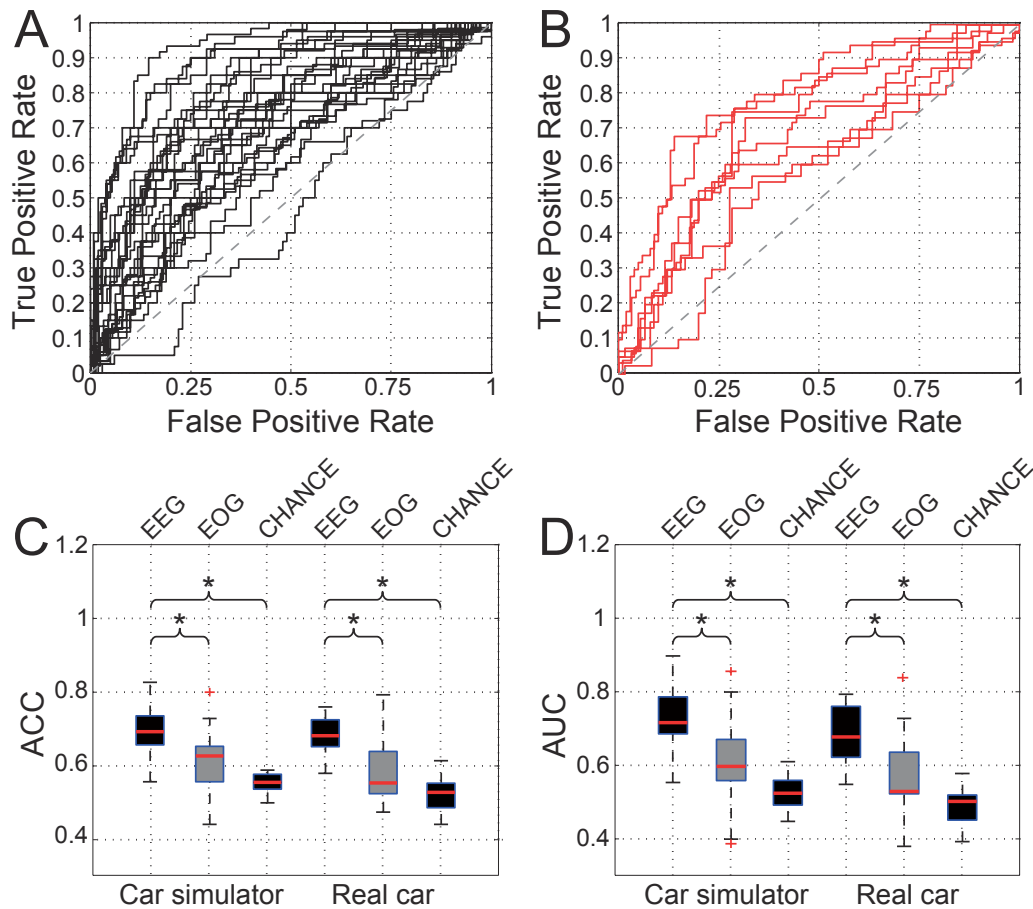 A
B
1
0.9
0.8
0.7
0.6
0.5
0.4
0.3
0.2
0.1
0
True Positive Rate
0
0.25
0.5
0.75
1
False Positive Rate
1
0.9
0.8
0.7
0.6
0.5
0.4
0.3
0.2
0.1
0
True Positive Rate
0
0.25
0.5
0.75
1
False Positive Rate
C
EEG
EOG
CHANCE
EEG
EOG
CHANCE
1.2
1
0.8
0.6
0.4
ACC
*
*
*
*
Car simulator
Real car
D
EEG
EOG
CHANCE
EEG
EOG
CHANCE
1.2
1
0.8
0.6
0.4
AUC
*
*
*
*
Car simulator
Real car